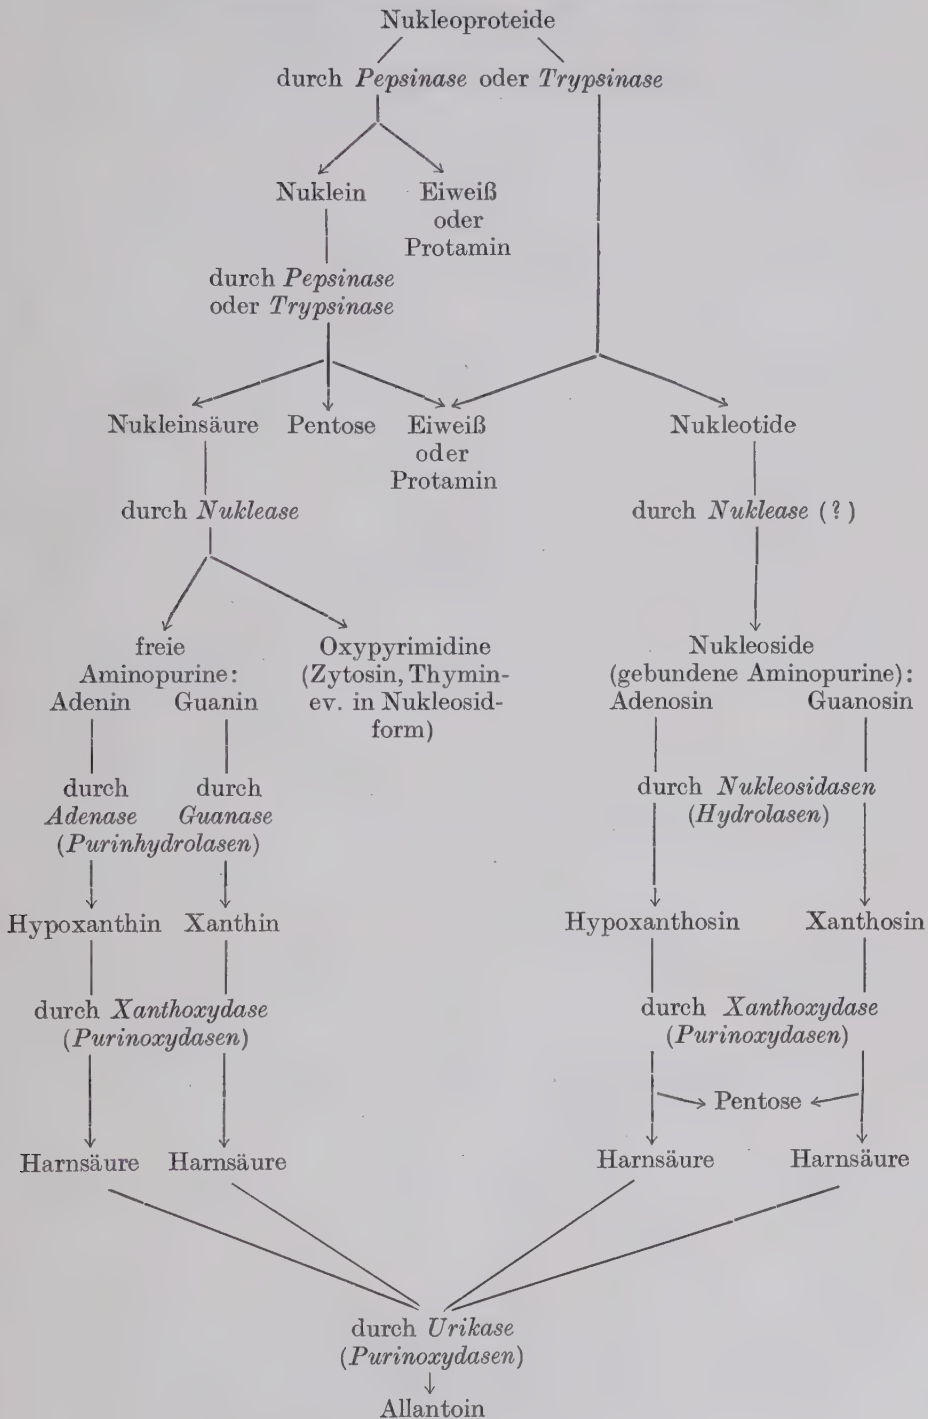 Nukleoproteide
durch Pepsinase oder Trypsinase
Nuklein Eiweiß
oder
Protamin
durch Pepsinase
oder Trypsinase
Nukleinsäure Pentose Eiweiß Nukleotide
oder
Protamin
durch Nuklease durch Nuklease (?)
freie Oxypyrimidine Nukleoside
Aminopurine: (Zytosin, Thymin- (gebundene Aminopurine):
Adenin Guanin ev. in Nukleosid- Adenosin Guanosin
form)
durch durch durch Nukleosidasen
Adenase Guanase (Hydrolasen)
(Purinhydrolasen)
Hypoxanthin Xanthin Hypoxanthosin Xanthosin
durch Xanthoxydase durch Xanthoxydase
(Purinoxydasen) (Purinoxydasen)
Pentose
Harnsäure Harnsäure Harnsäure Harnsäure
durch Urikase
(Purinoxydasen)
Allantoin